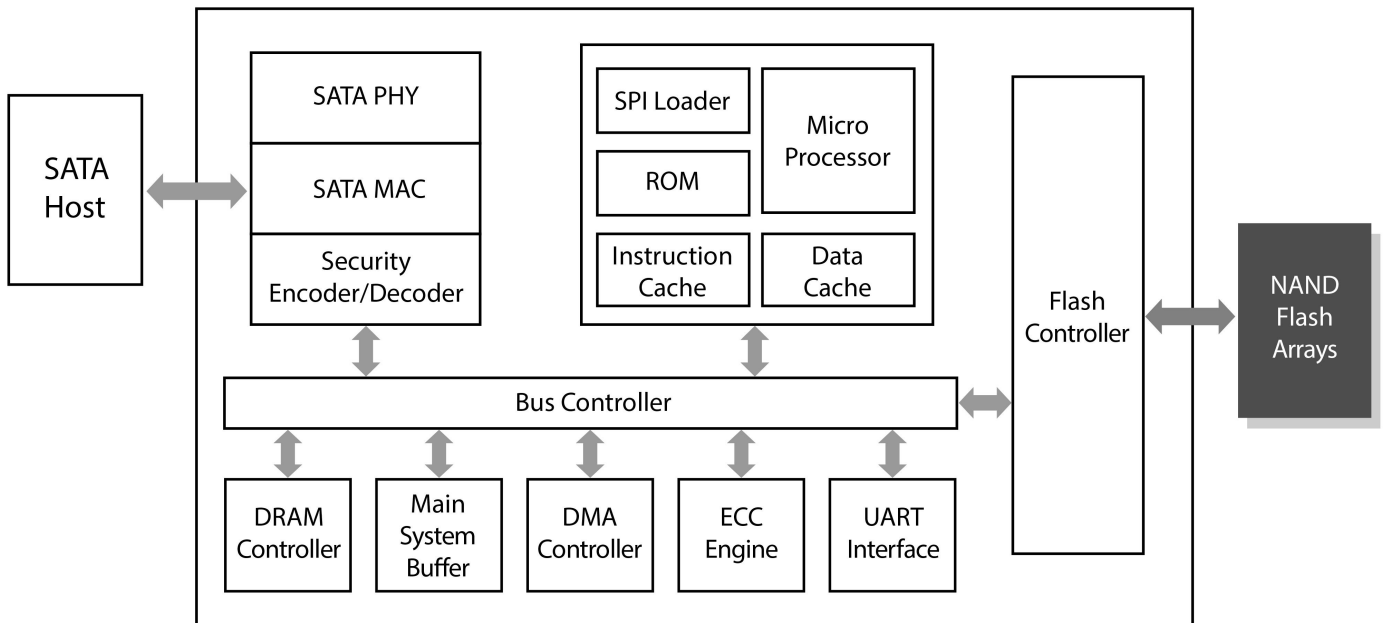 SATA
Host
SATA PHY
SATA MAC
Security
Encoder/Decoder
SPI Loader
ROM
Instruction
Cache
Micro
Processor
Data
Cache
Flash
Controller
NAND
Flash
Arrays
Bus Controller
DRAM
Controller
Main
System
Buffer
DMA
Controller
ECC
Engine
UART
Interface